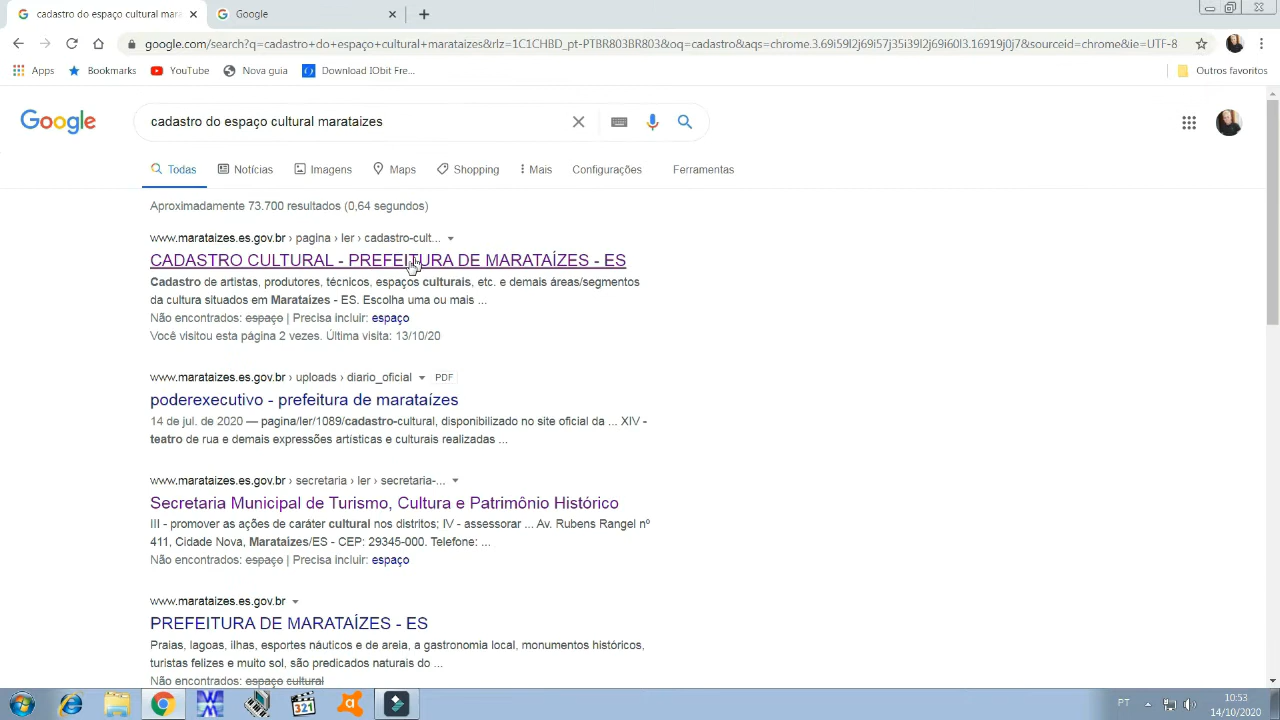 cadastro do espaço cultural mara
Google
google.com/search?q=cadastro+do+espaço+cultural+marataizes&rlz=1C1CHBD_pt-PTBR803BR803&oq=cadastro&aqs=chrome.3.69i59l2j69i57j35i39l2j69i60l3.16919j0j7&sourceid=chrome&ie=UTF-8
Apps
Bookmarks
YouTube
Nova guia
Download IObit Fre...
Outros favoritos
Google
cadastro do espaço cultural marataizes
Todas
Notícias
Imagens
Maps
Shopping
Mais
Configurações
Ferramentas
Aproximadamente 73.700 resultados (0,64 segundos)
www.marataizes.es.gov.br › pagina › ler › cadastro-cult...
CADASTRO CULTURAL - PREFEITURA DE MARATAÍZES - ES
Cadastro de artistas, produtores, técnicos, espaços culturais, etc. e demais áreas/segmentos
da cultura situados em Marataízes - ES. Escolha uma ou mais ...
Não encontrados: espaço | Precisa incluir: espaço
Você visitou esta página 2 vezes. Última visita: 13/10/20
www.marataizes.es.gov.br › uploads › diario_oficial PDF
poderexecutivo - prefeitura de marataízes
14 de jul. de 2020 — pagina/ler/1089/cadastro-cultural, disponibilizado no site oficial da ... XIV -
teatro de rua e demais expressões artísticas e culturais realizadas ...
www.marataizes.es.gov.br › secretaria › ler › secretaria-...
Secretaria Municipal de Turismo, Cultura e Patrimônio Histórico
III - promover as ações de caráter cultural nos distritos; IV - assessorar ... Av. Rubens Rangel nº
411, Cidade Nova, Marataízes/ES - CEP: 29345-000. Telefone: ...
Não encontrados: espaço | Precisa incluir: espaço
www.marataizes.es.gov.br
PREFEITURA DE MARATAÍZES - ES
Praias, lagoas, ilhas, esportes náuticos e de areia, a gastronomia local, monumentos históricos,
turistas felizes e muito sol, são predicados naturais do ...
Não encontrados: espaço cultural
321
PT
10:53
14/10/2020